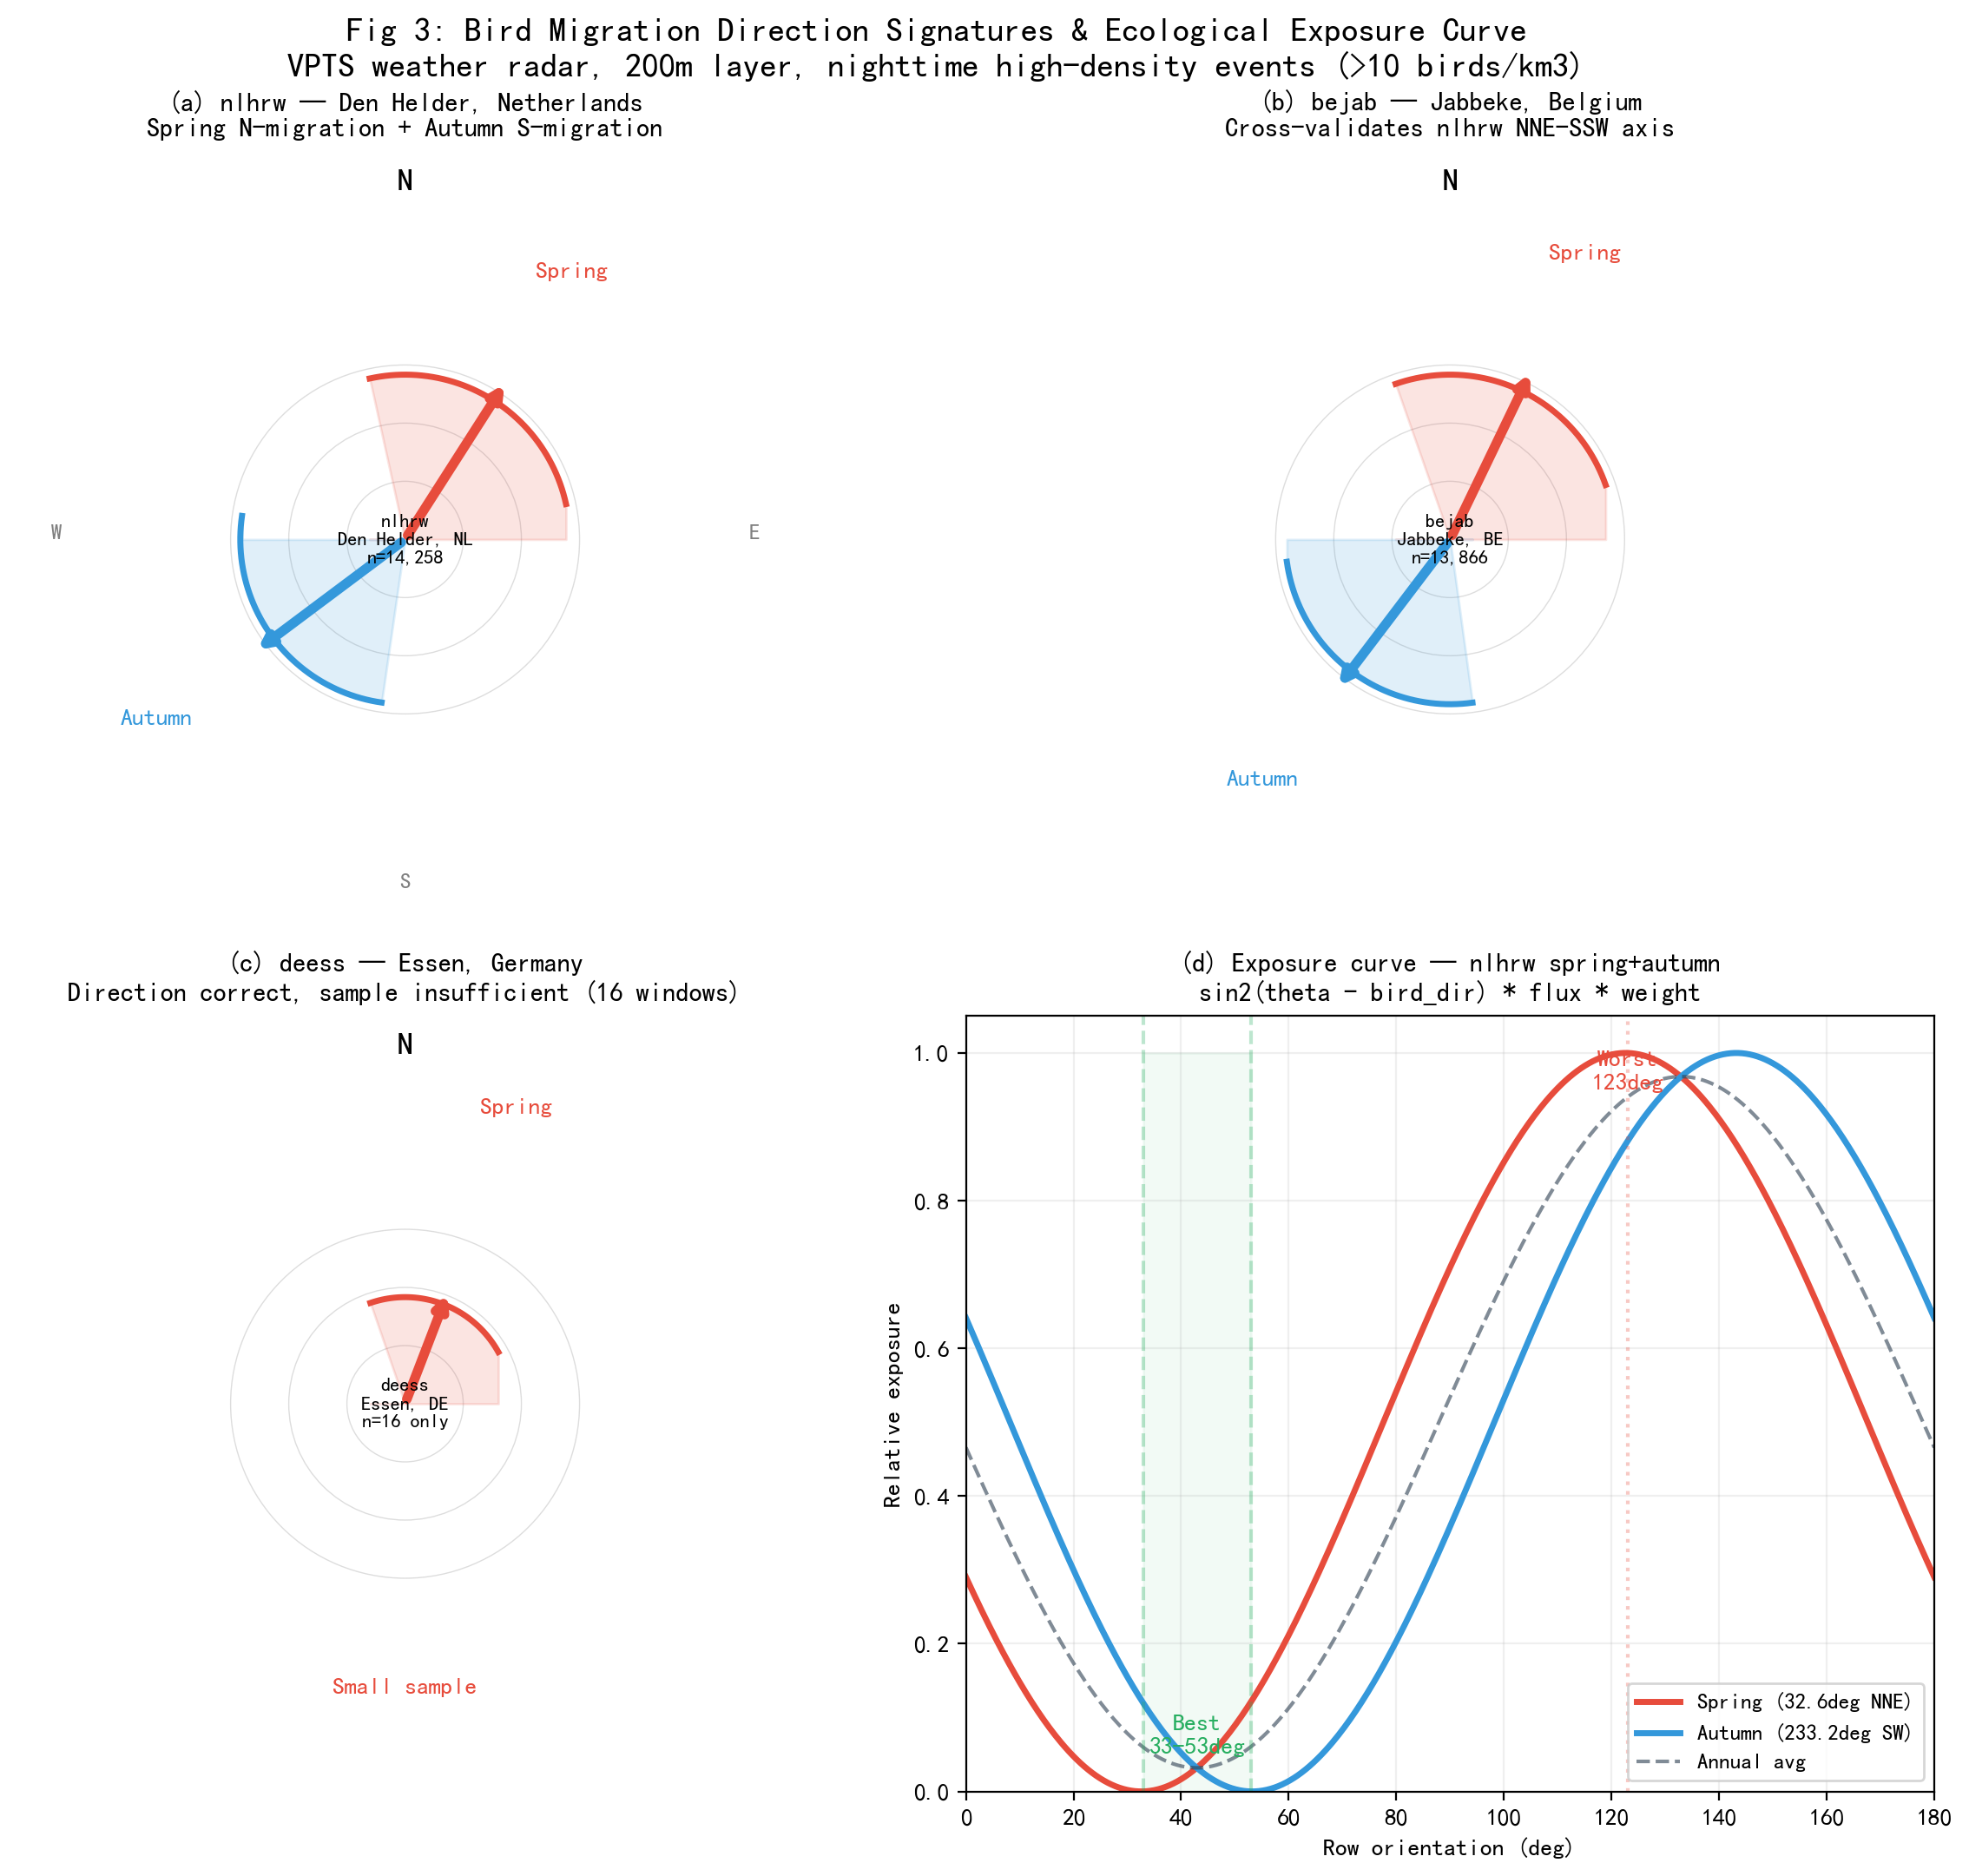 Fig 3: Bird Migration Direction Signatures & Ecological Exposure Curve
VPTS weather radar, 200m layer, nighttime high-density events (>10 birds/km3)
(a) nlhrw — Den Helder, Netherlands
Spring N-migration + Autumn S-migration
N
Spring
W
E
nlhrw
Den Helder, NL
n=14,258
Autumn
S
(b) bejab — Jabbeke, Belgium
Cross-validates nlhrw NNE-SSW axis
N
Spring
bejab
Jabbeke, BE
n=13,866
Autumn
(c) deess — Essen, Germany
Direction correct, sample insufficient (16 windows)
N
Spring
deess
Essen, DE
n=16 only
Small sample
(d) Exposure curve — nlhrw spring+autumn
sin2(theta - bird_dir) * flux * weight
Worst
123deg
Best
33-53deg
Relative exposure
1.0
0.8
0.6
0.4
0.2
0.0
0 20 40 60 80 100 120 140 160 180
Row orientation (deg)
Spring (32.6deg NNE)
Autumn (233.2deg SW)
Annual avg